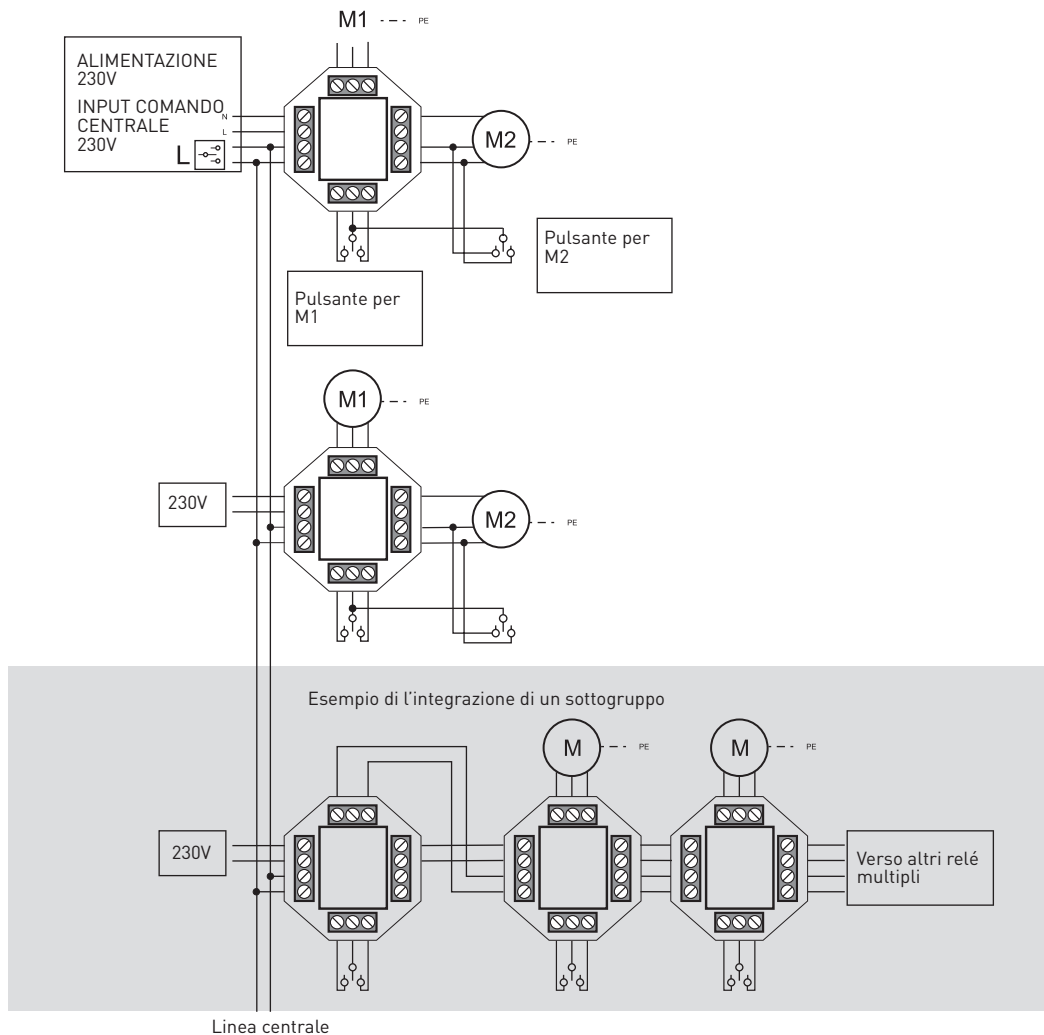 M1
PE
ALIMENTAZIONE
230V
INPUT COMANDO
CENTRALE
230V
N
L
L
M2
PE
Pulsante per
M2
Pulsante per
M1
M1
PE
230V
M2
PE
Esempio di l'integrazione di un sottogruppo
M
PE
M
PE
230V
Verso altri relé
multipli
Linea centrale